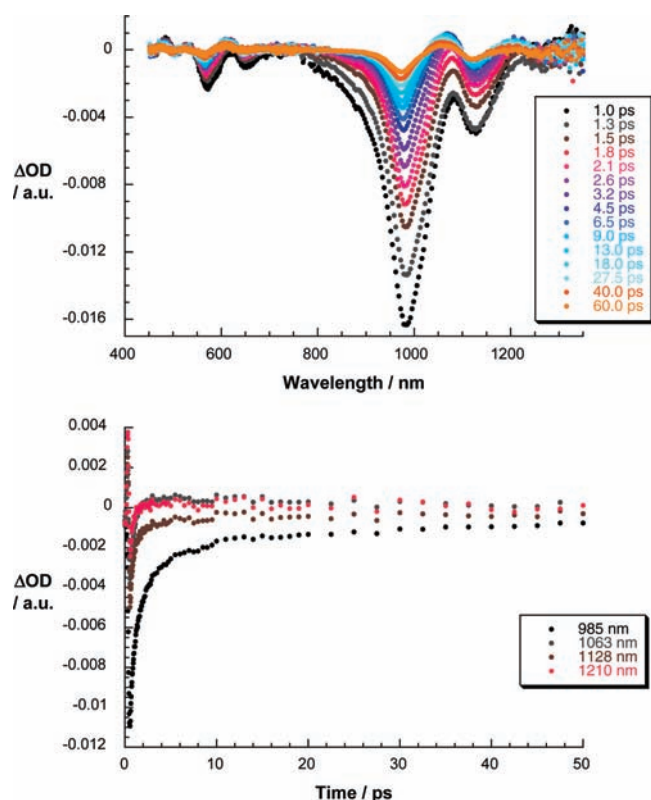 0
-0.004
-0.008
-0.012
-0.016
ΔOD
/ a.u.
400 600 800 1000 1200
Wavelength / nm
1.0 ps
1.3 ps
1.5 ps
1.8 ps
2.1 ps
2.6 ps
3.2 ps
4.5 ps
6.5 ps
9.0 ps
13.0 ps
18.0 ps
27.5 ps
40.0 ps
60.0 ps
0.004
0.002
0
-0.002
-0.004
-0.006
-0.008
-0.01
-0.012
ΔOD
/ a.u.
0 10 20 30 40 50
Time / ps
985 nm
1063 nm
1128 nm
1210 nm